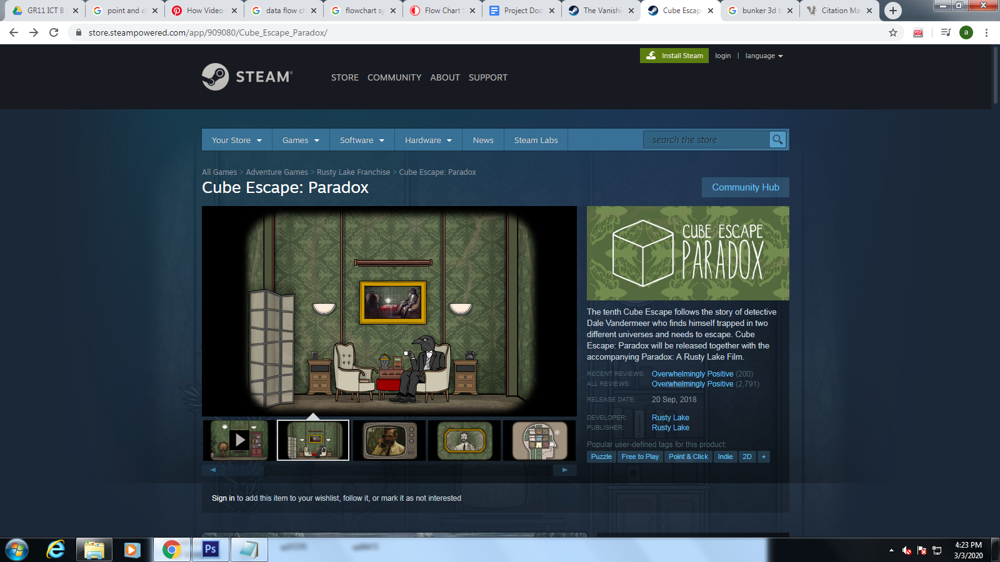 GR11 ICT B
point and cl
How Video
data flow ch
flowchart sy
Flow Chart S
Project Doc
The Vanishi
Cube Escap
bunker 3d b
Citation Ma
store.steampowered.com/app/909080/Cube_Escape_Paradox/
PDF
a
Install Steam
login | language
STEAM®
STORE COMMUNITY ABOUT SUPPORT
Your Store Games Software Hardware News Steam Labs
search the store
All Games > Adventure Games > Rusty Lake Franchise > Cube Escape: Paradox
Cube Escape: Paradox
Community Hub
CUBE ESCAPE
PARADOX
The tenth Cube Escape follows the story of detective
Dale Vandermeer who finds himself trapped in two
different universes and needs to escape. Cube
Escape: Paradox will be released together with the
accompanying Paradox: A Rusty Lake Film.
RECENT REVIEWS: Overwhelmingly Positive (200)
ALL REVIEWS: Overwhelmingly Positive (2,791)
RELEASE DATE: 20 Sep, 2018
DEVELOPER: Rusty Lake
PUBLISHER: Rusty Lake
Popular user-defined tags for this product:
Puzzle Free to Play Point & Click Indie 2D +
Sign in to add this item to your wishlist, follow it, or mark it as not interested
Ps
4:23 PM
3/3/2020